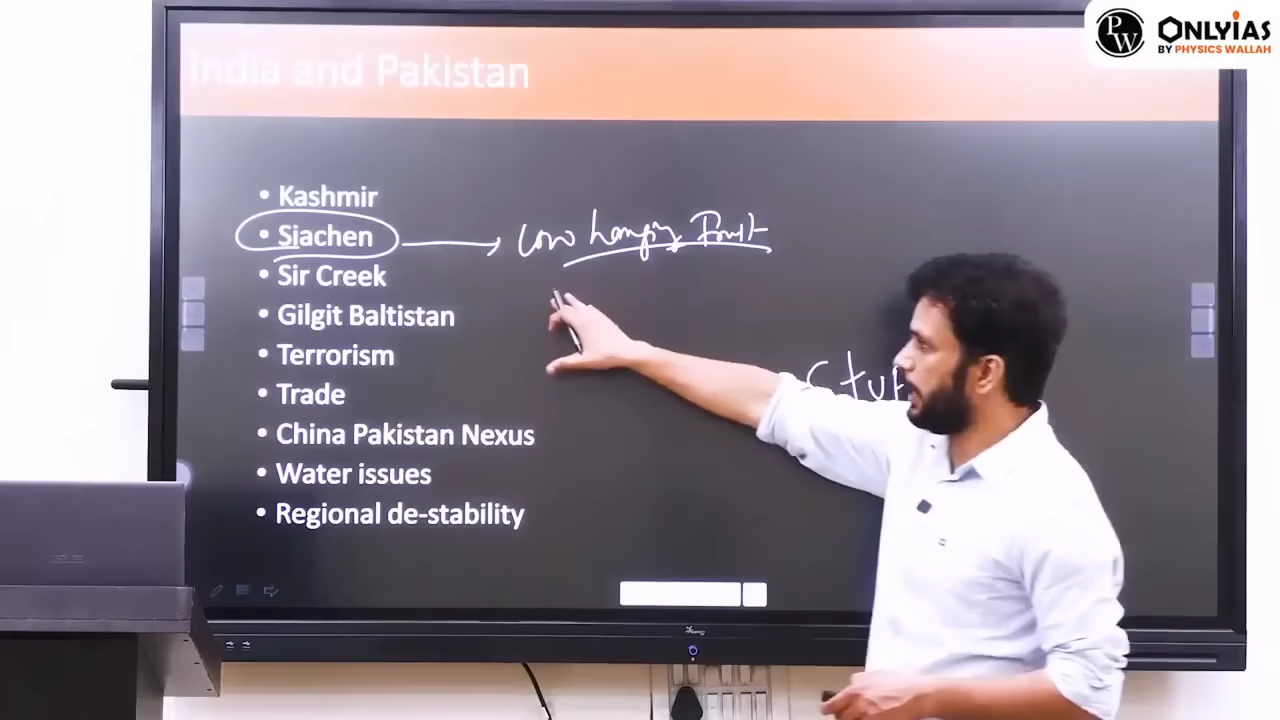 PW ONLYIAS
BY PHYSICS WALLAH
India and Pakistan
• Kashmir
• Siachen → Low hanging Fruit
• Sir Creek
• Gilgit Baltistan
• Terrorism
• Trade
• China Pakistan Nexus
• Water issues
• Regional de-stability